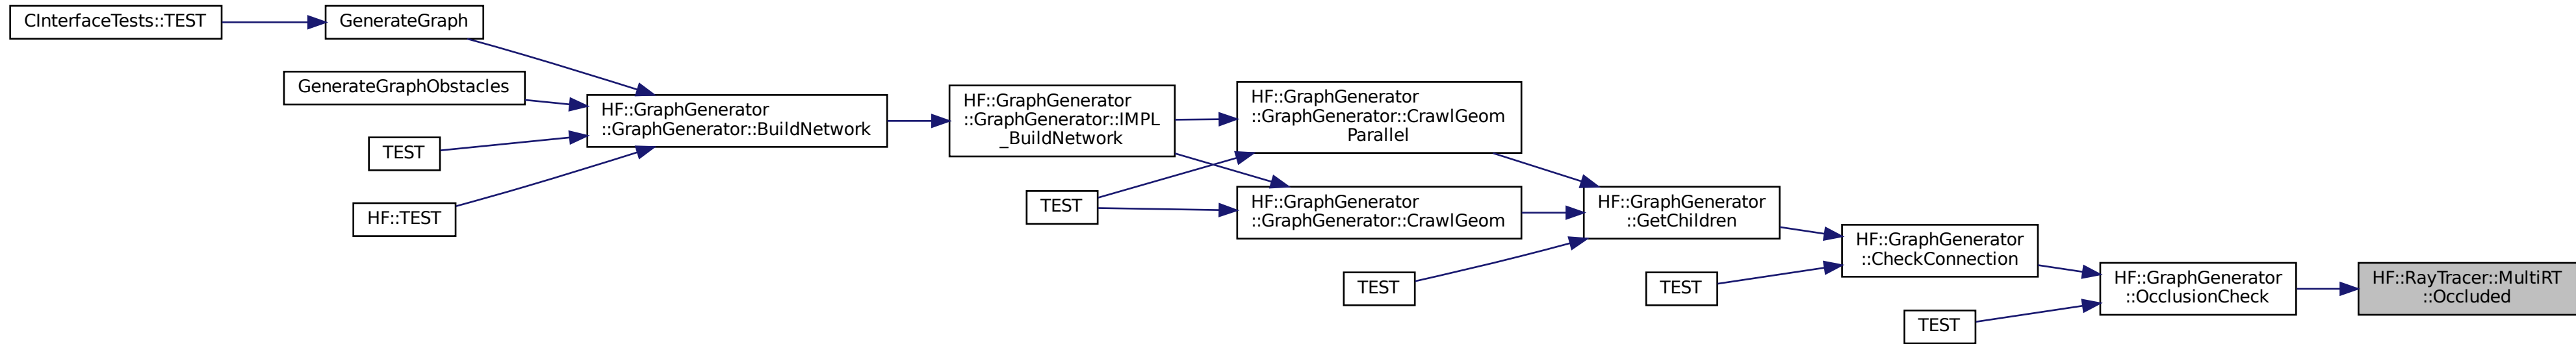 CInterfaceTests::TEST
GenerateGraph
GenerateGraphObstacles
TEST
HF::TEST
HF::GraphGenerator
::GraphGenerator::BuildNetwork
HF::GraphGenerator
::GraphGenerator::IMPL
_BuildNetwork
TEST
HF::GraphGenerator
::GraphGenerator::CrawlGeom
Parallel
HF::GraphGenerator
::GraphGenerator::CrawlGeom
TEST
HF::GraphGenerator
::GetChildren
TEST
HF::GraphGenerator
::CheckConnection
TEST
HF::GraphGenerator
::OcclusionCheck
HF::RayTracer::MultiRT
::Occluded